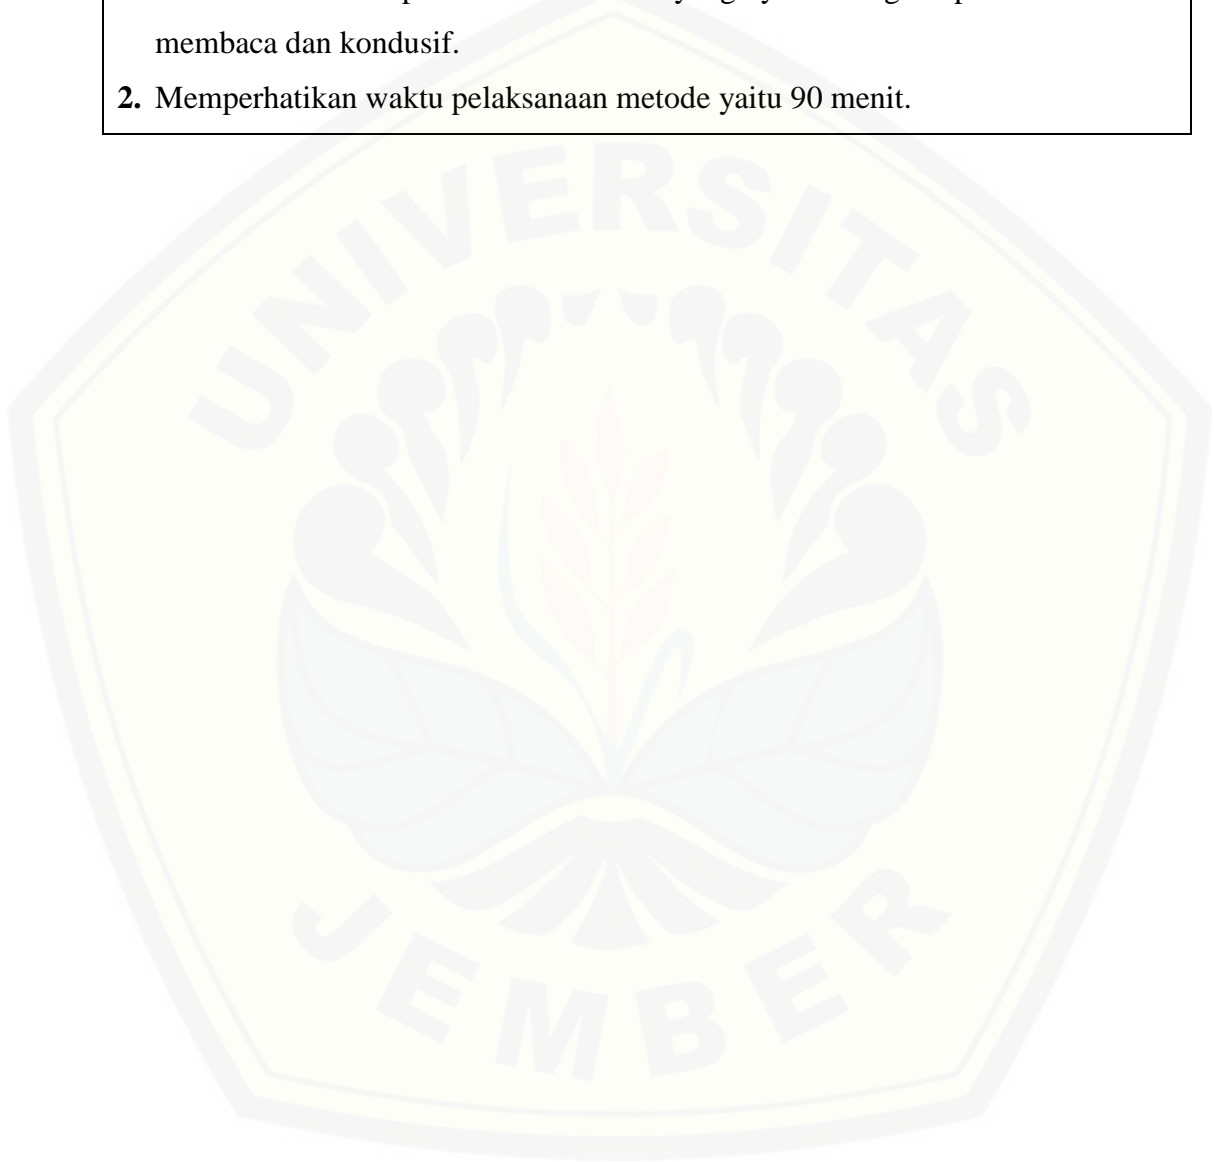 membaca dan kondusif.
2. Memperhatikan waktu pelaksanaan metode yaitu 90 menit.
UNIVERSITAS
JEMBER